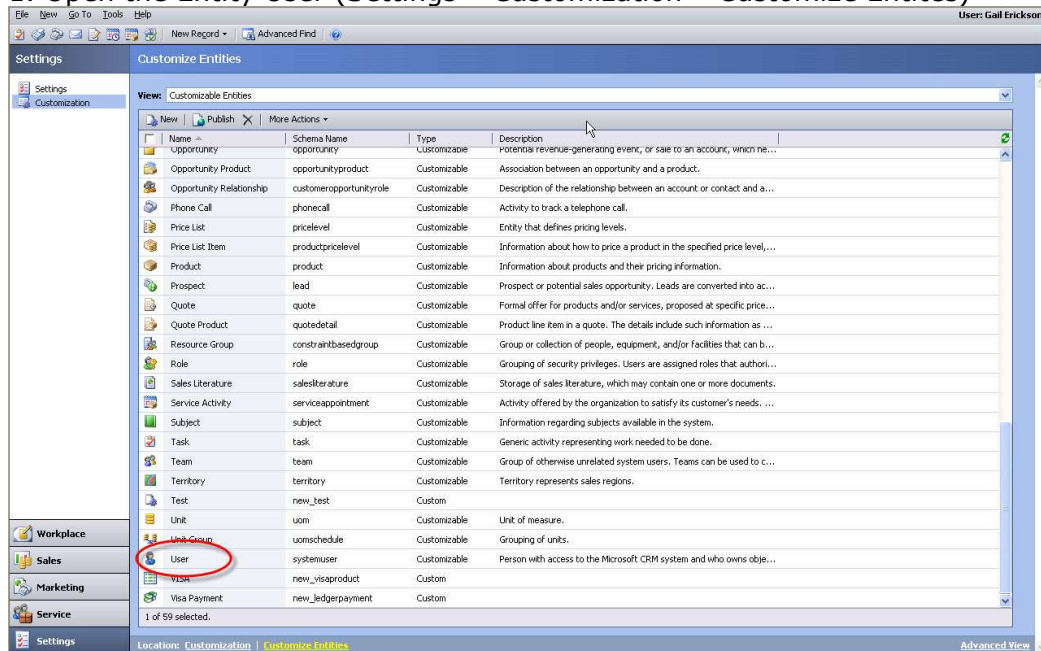 1. Open the Entity User (Settings – Customization – Customize Entites)
File New Go To Tools Help User: Gail Erickson
New Record Advanced Find
Settings Customize Entities
Settings
Customization
View: Customizable Entities
New Publish More Actions
Name Schema Name Type Description
Opportunity opportunity Customizable Potential revenue-generating event, or sale to an account, which ne...
Opportunity Product opportunityproduct Customizable Association between an opportunity and a product.
Opportunity Relationship customeropportunityrole Customizable Description of the relationship between an account or contact and a...
Phone Call phonecall Customizable Activity to track a telephone call.
Price List pricelevel Customizable Entity that defines pricing levels.
Price List Item productpricelevel Customizable Information about how to price a product in the specified price level,...
Product product Customizable Information about products and their pricing information.
Prospect lead Customizable Prospect or potential sales opportunity. Leads are converted into ac...
Quote quote Customizable Formal offer for products and/or services, proposed at specific price...
Quote Product quotedetail Customizable Product line item in a quote. The details include such information as ...
Resource Group constraintbasedgroup Customizable Group or collection of people, equipment, and/or facilities that can b...
Role role Customizable Grouping of security privileges. Users are assigned roles that authori...
Sales Literature salesliterature Customizable Storage of sales literature, which may contain one or more documents.
Service Activity serviceappointment Customizable Activity offered by the organization to satisfy its customer's needs. ...
Subject subject Customizable Information regarding subjects available in the system.
Task task Customizable Generic activity representing work needed to be done.
Team team Customizable Group of otherwise unrelated system users. Teams can be used to c...
Territory territory Customizable Territory represents sales regions.
Test new_test Custom
Unit uom Customizable Unit of measure.
Unit Group uomschedule Customizable Grouping of units.
User systemuser Customizable Person with access to the Microsoft CRM system and who owns obje...
VISA new_visaproduct Custom
Visa Payment new_ledgerpayment Custom
1 of 59 selected.
Workplace
Sales
Marketing
Service
Settings
Location: Customization | Customize Entities Advanced View